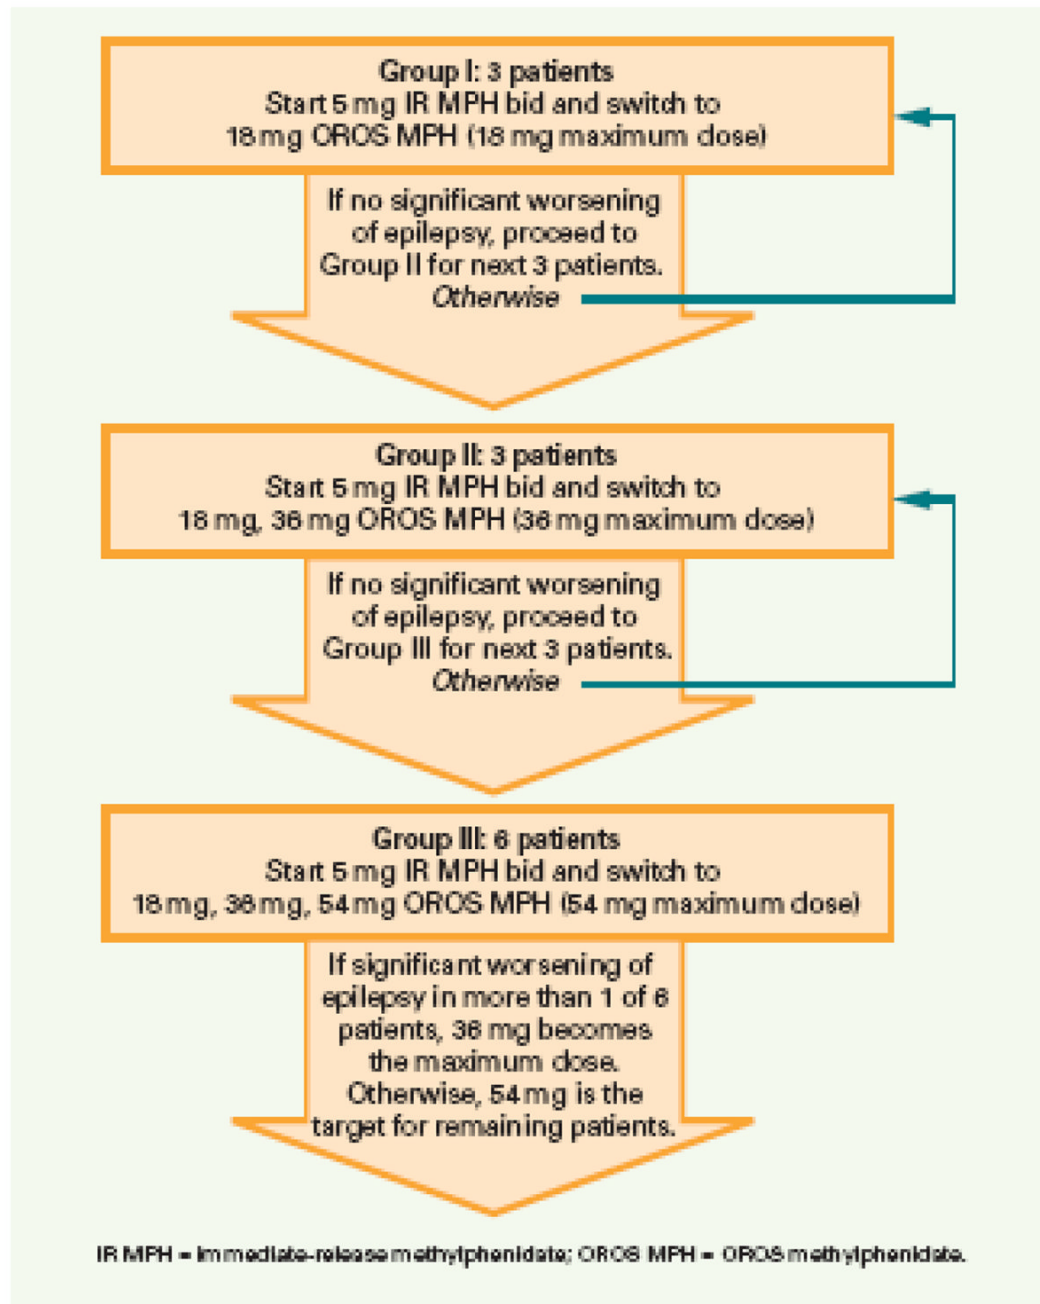 Group I: 3 patients
Start 5 mg IR MPH bid and switch to
18 mg OROS MPH (18 mg maximum dose)
If no significant worsening
of epilepsy, proceed to
Group II for next 3 patients.
Otherwise
Group II: 3 patients
Start 5 mg IR MPH bid and switch to
18 mg, 36 mg OROS MPH (36 mg maximum dose)
If no significant worsening
of epilepsy, proceed to
Group III for next 3 patients.
Otherwise
Group III: 6 patients
Start 5 mg IR MPH bid and switch to
18 mg, 36 mg, 54 mg OROS MPH (54 mg maximum dose)
If significant worsening of
epilepsy in more than 1 of 6
patients, 36 mg becomes
the maximum dose.
Otherwise, 54 mg is the
target for remaining patients.
IR MPH = immediate-release methylphenidate; OROS MPH = OROS methylphenidate.